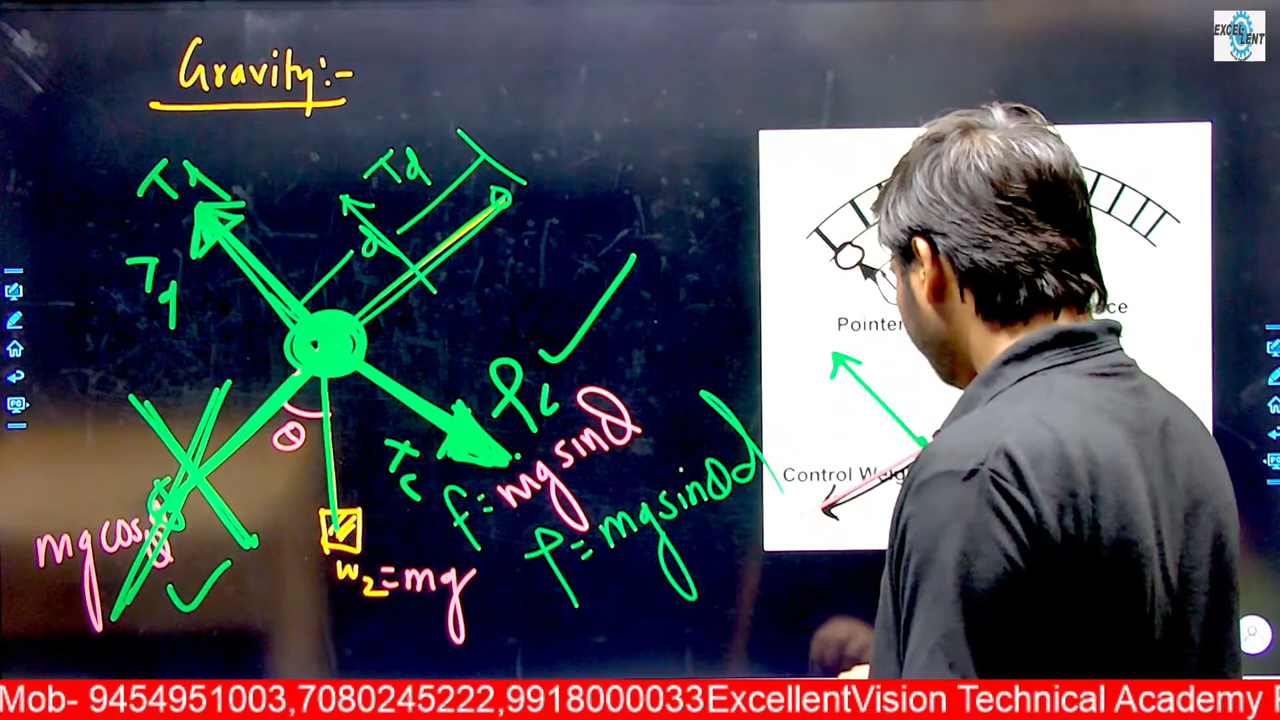 EXCEL
LENT
Gravity:-
Td
Td
d
Pointer
θ
Tc
f=mgsinθ
Control Weig
mgcosθ
w2=mg
Mob- 9454951003,7080245222,9918000033ExcellentVision Technical Academy